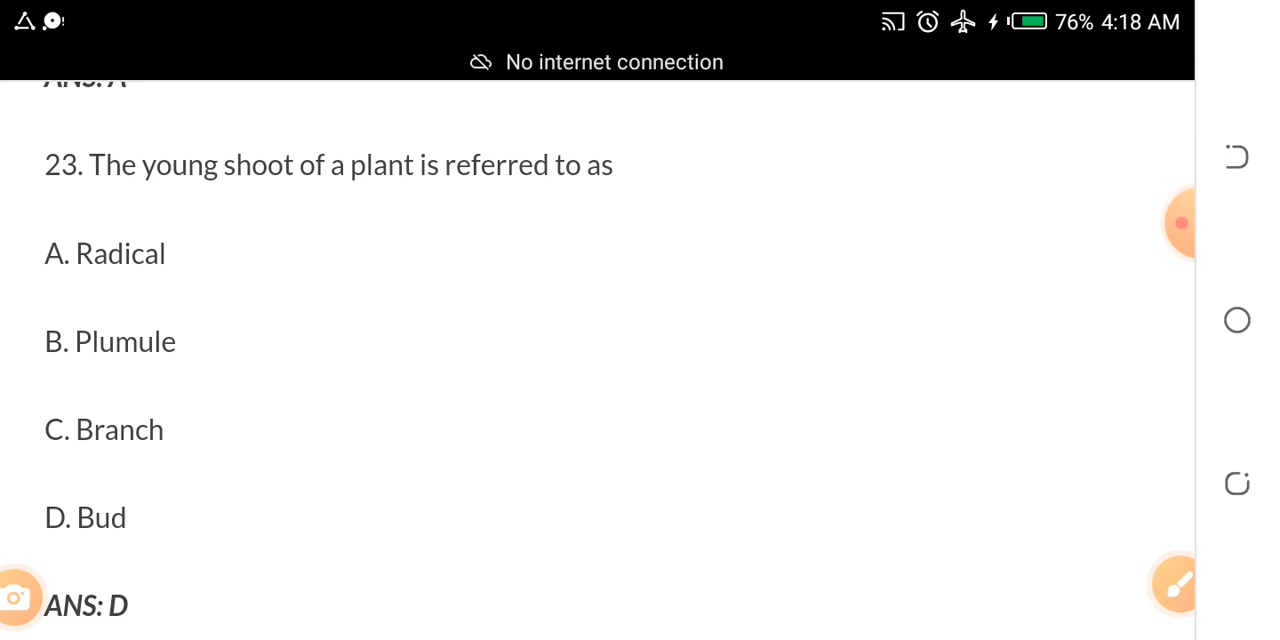 76% 4:18 AM
No internet connection
ANS: A
23. The young shoot of a plant is referred to as
A. Radical
B. Plumule
C. Branch
D. Bud
ANS: D